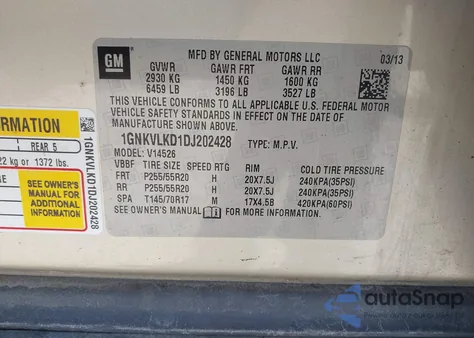 GM
MFD BY GENERAL MOTORS LLC
03/13
GVWR GAWR FRT GAWR RR
2930 KG 1450 KG 1600 KG
6459 LB 3196 LB 3527 LB
THIS VEHICLE CONFORMS TO ALL APPLICABLE U.S. FEDERAL MOTOR
VEHICLE SAFETY STANDARDS IN EFFECT ON THE DATE OF
MANUFACTURE SHOWN ABOVE.
1GNKVLKD1DJ202428 TYPE: M.P.V.
MODEL: V14526
VBBF TIRE SIZE SPEED RTG RIM COLD TIRE PRESSURE
FRT P255/55R20 H 20X7.5J 240KPA(35PSI)
RR P255/55R20 H 20X7.5J 240KPA(35PSI)
SPA T145/70R17 M 17X4.5B 420KPA(60PSI)
SEE OWNER'S MANUAL FOR MORE INFORMATION.
FORMATION
REAR 5
22 kg or 1372 lbs.
SEE OWNER'S
MANUAL FOR
ADDITIONAL
INFORMATION
1GNKVLKD1DJ202428
autoSnap